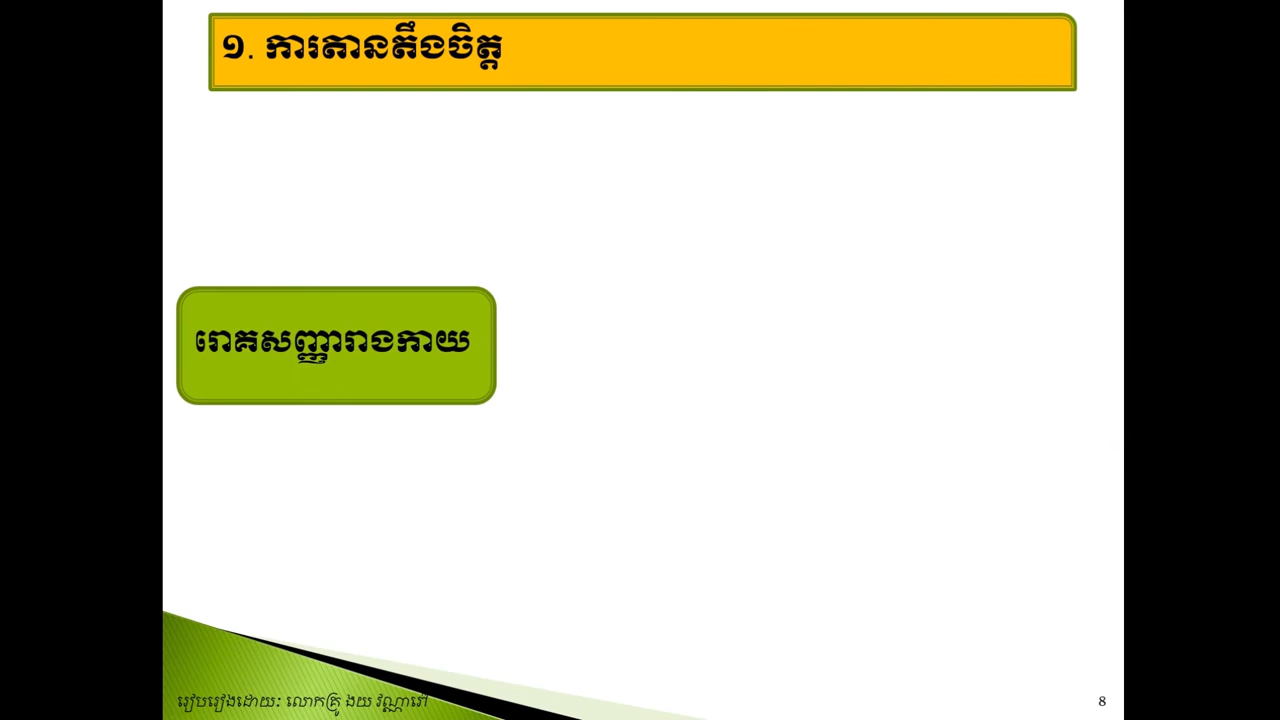 ១. ការតានតឹងចិត្ត
រោគសញ្ញារាងកាយ
រៀបរៀងដោយៈ លោកគ្រូ ងយ វណ្ណារៅ
8